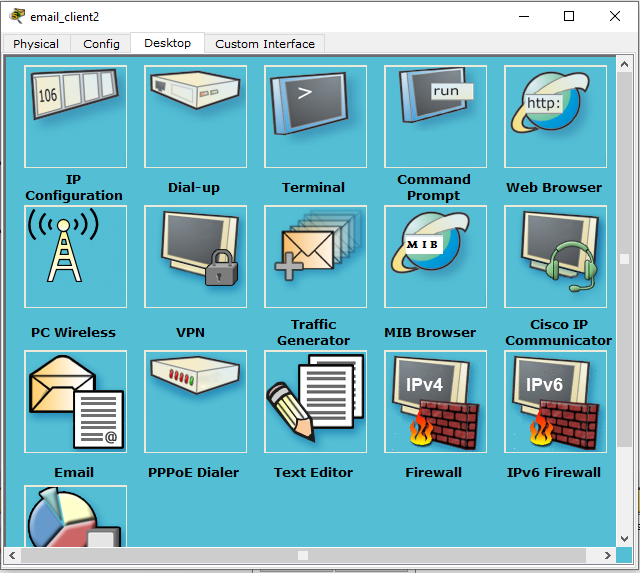 email_client2
Physical Config Desktop Custom Interface
106
>
run
http:
IP
Configuration
Dial-up
Terminal
Command
Prompt
Web Browser
MIB
PC Wireless
VPN
Traffic
Generator
MIB Browser
Cisco IP
Communicator
@
IPv4
IPv6
Email
PPPoE Dialer
Text Editor
Firewall
IPv6 Firewall